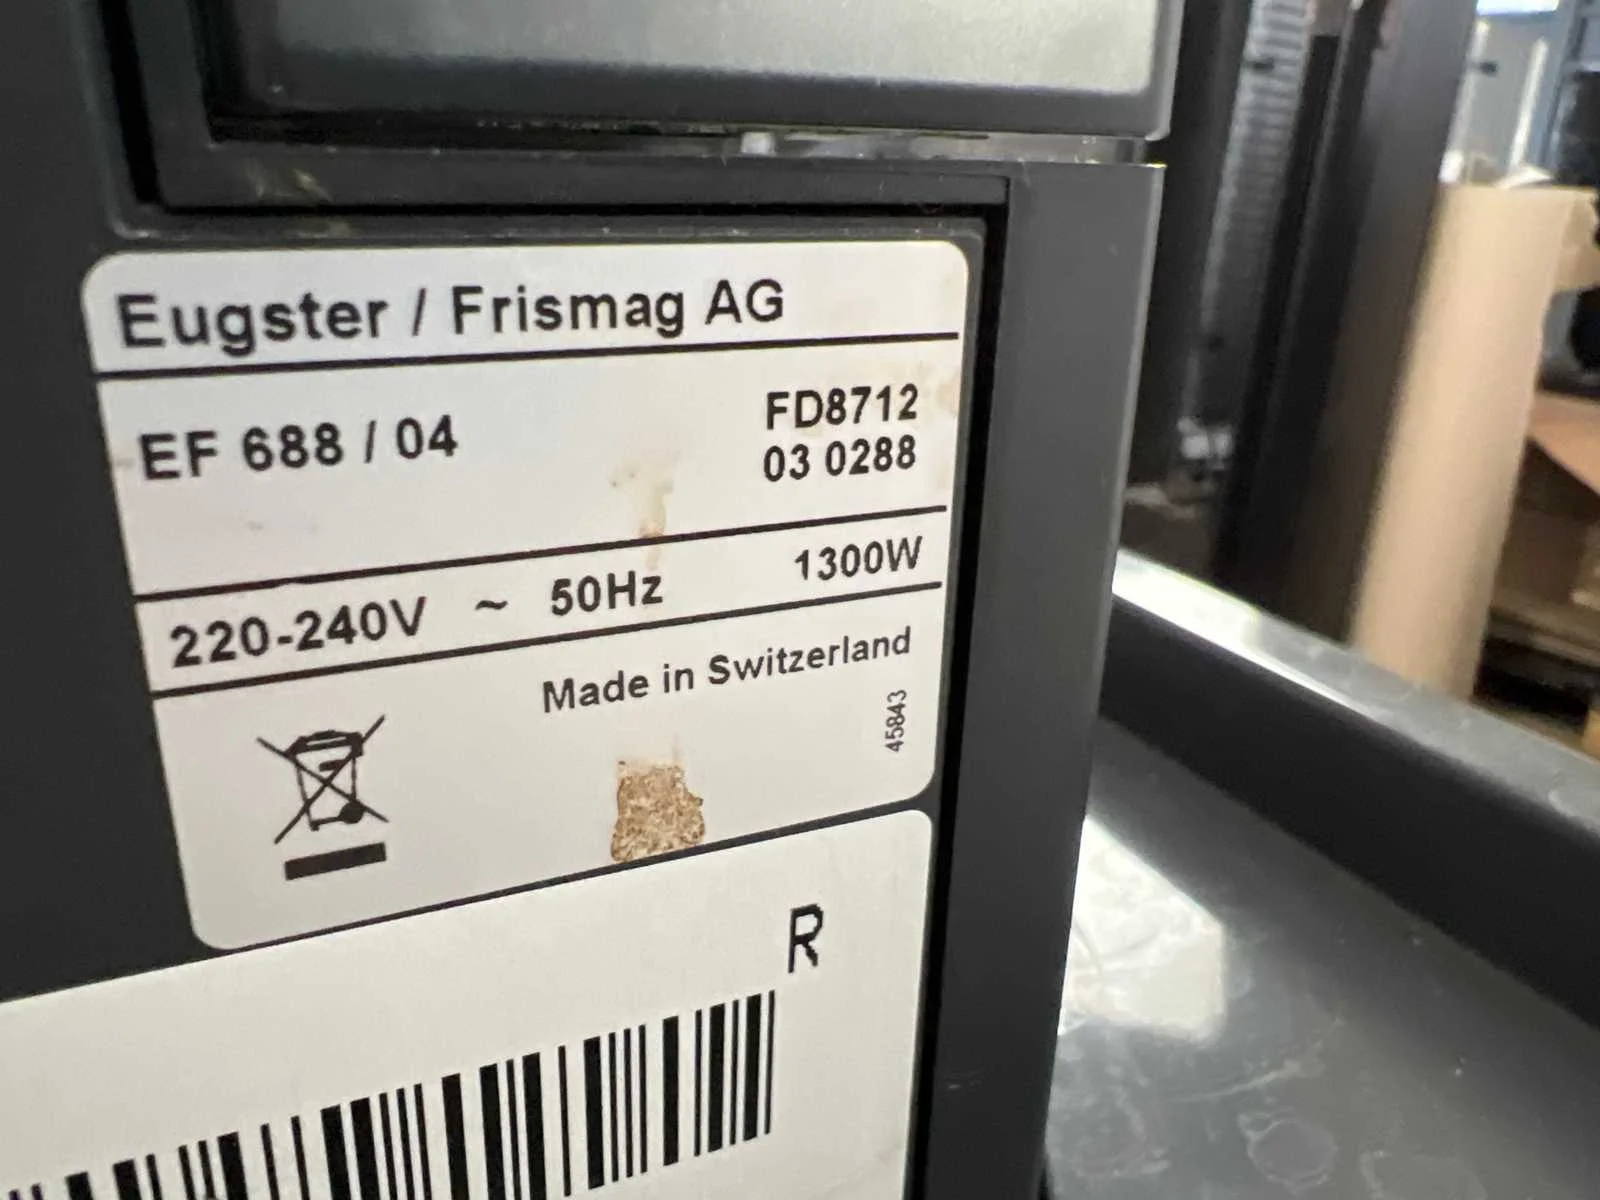 Eugster / Frismag AG
EF 688 / 04
FD8712
03 0288
220-240V ~ 50Hz 1300W
Made in Switzerland
45843
R